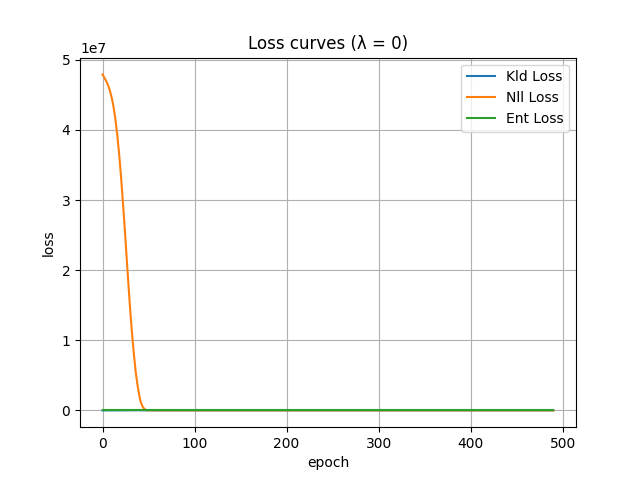 Loss curves (λ = 0)
1e7
Kld Loss
Nll Loss
Ent Loss
5
4
3
2
1
0
loss
0 100 200 300 400 500
epoch